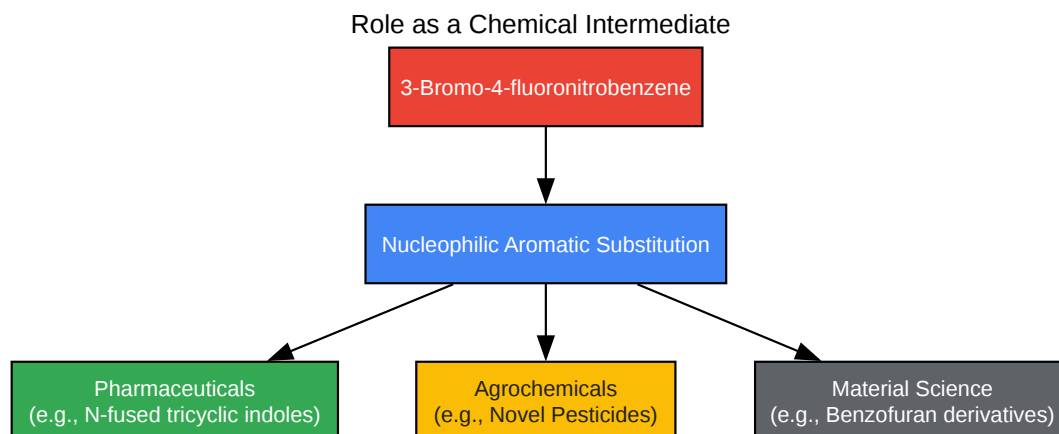 Role as a Chemical Intermediate
3-Bromo-4-fluoronitrobenzene
Nucleophilic Aromatic Substitution
Pharmaceuticals
(e.g., N-fused tricyclic indoles)
Agrochemicals
(e.g., Novel Pesticides)
Material Science
(e.g., Benzofuran derivatives)